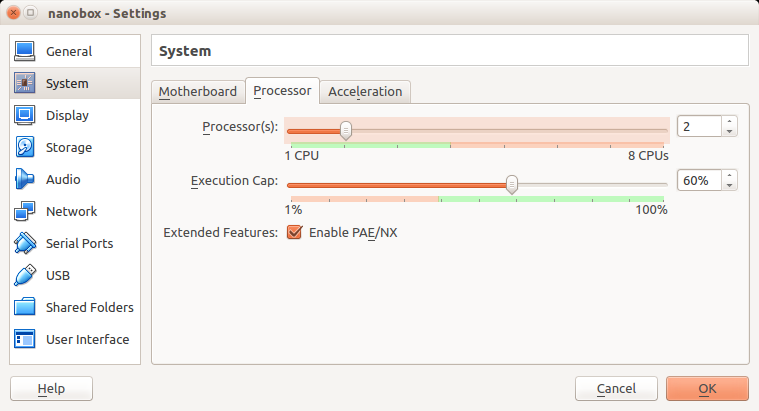 nanobox - Settings
General
System
Display
Storage
Audio
Network
Serial Ports
USB
Shared Folders
User Interface
System
Motherboard Processor Acceleration
Processor(s): 2
1 CPU 8 CPUs
Execution Cap: 60%
1% 100%
Extended Features: Enable PAE/NX
Help Cancel OK